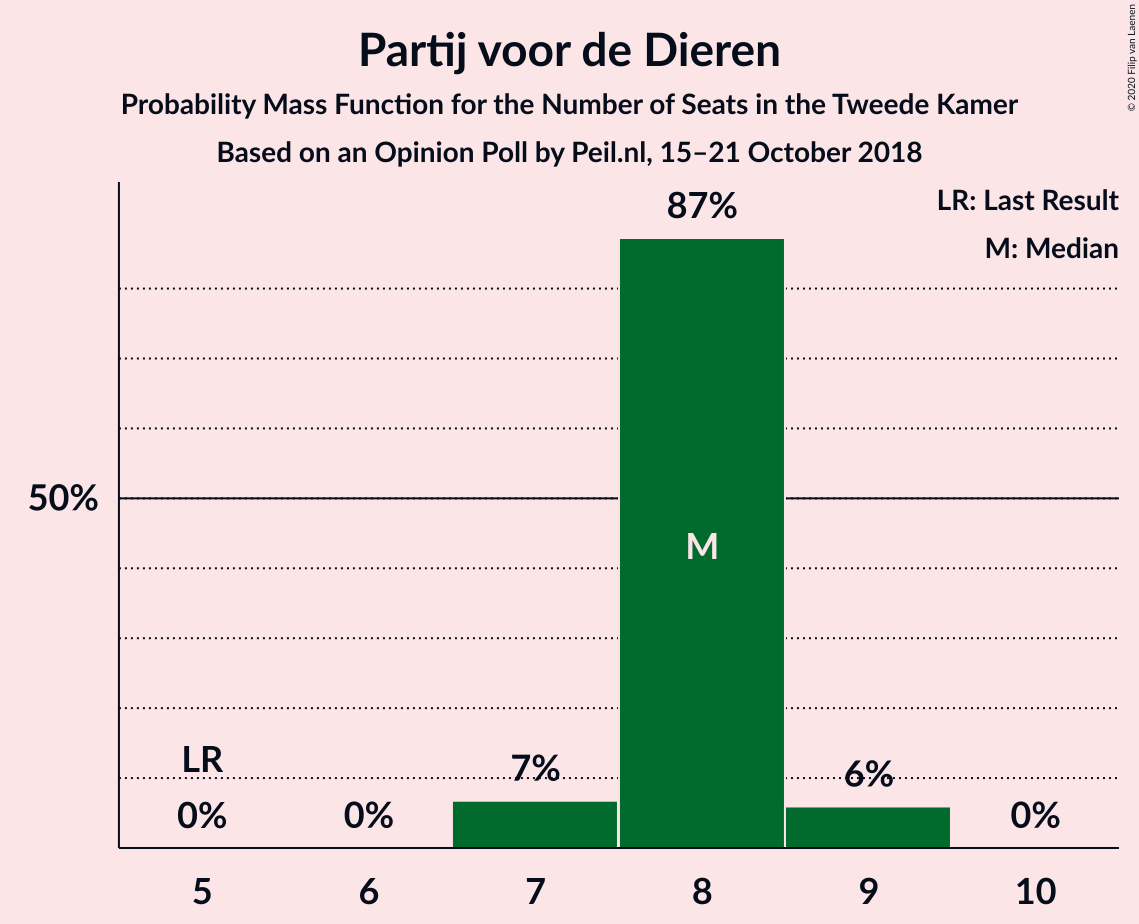 Partij voor de Dieren
Probability Mass Function for the Number of Seats in the Tweede Kamer
Based on an Opinion Poll by Peil.nl, 15–21 October 2018
© 2020 Filip van Laenen
LR: Last Result
M: Median
87%
50%
M
LR
0%
0%
7%
6%
0%
5 6 7 8 9 10